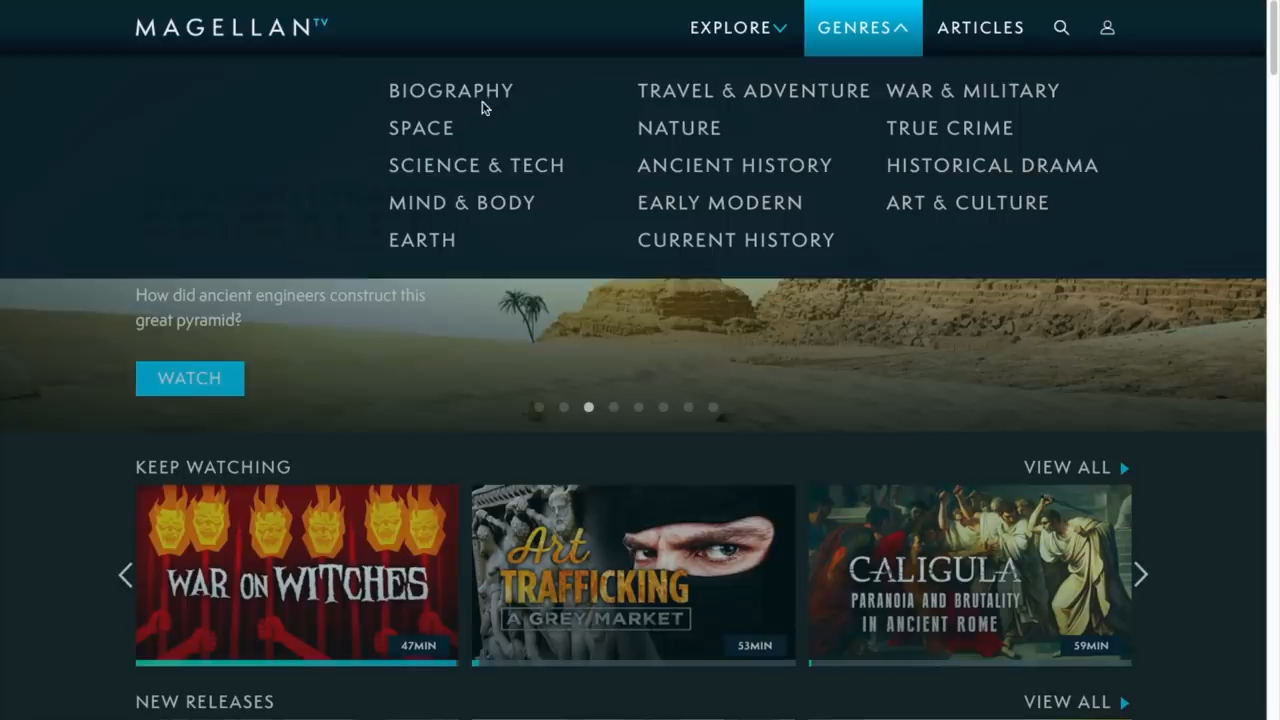 MAGELLANTV
EXPLORE GENRES ARTICLES
BIOGRAPHY TRAVEL & ADVENTURE WAR & MILITARY
SPACE NATURE TRUE CRIME
SCIENCE & TECH ANCIENT HISTORY HISTORICAL DRAMA
MIND & BODY EARLY MODERN ART & CULTURE
EARTH CURRENT HISTORY
How did ancient engineers construct this
great pyramid?
WATCH
KEEP WATCHING VIEW ALL
WAR ON WITCHES
47MIN
Art
TRAFFICKING
A GREY MARKET
53MIN
CALIGULA
PARANOIA AND BRUTALITY
IN ANCIENT ROME
59MIN
NEW RELEASES VIEW ALL